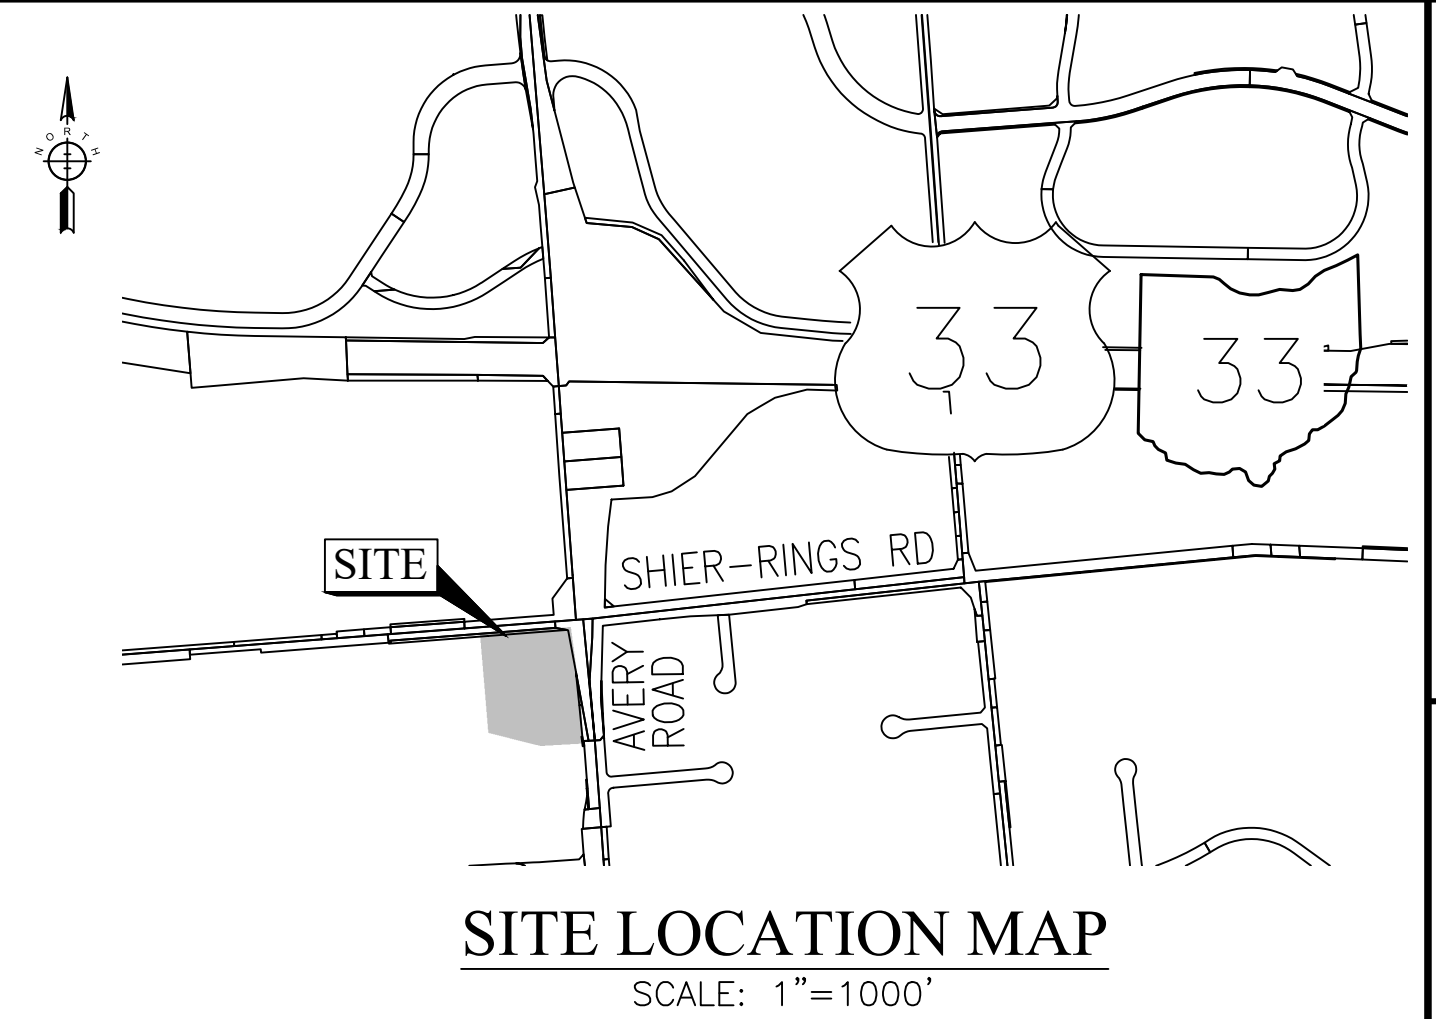 NORTH
33
33
SHIER-RINGS RD
SITE
AVERY
ROAD
SITE LOCATION MAP
SCALE: 1"=1000'